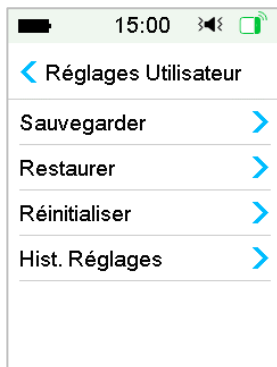 15:00
Réglages Utilisateur
Sauvegarder
Restaurer
Réinitialiser
Hist. Réglages